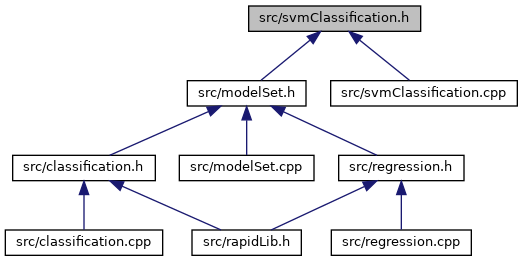 src/svmClassification.h
src/modelSet.h
src/svmClassification.cpp
src/classification.h
src/modelSet.cpp
src/regression.h
src/classification.cpp
src/rapidLib.h
src/regression.cpp